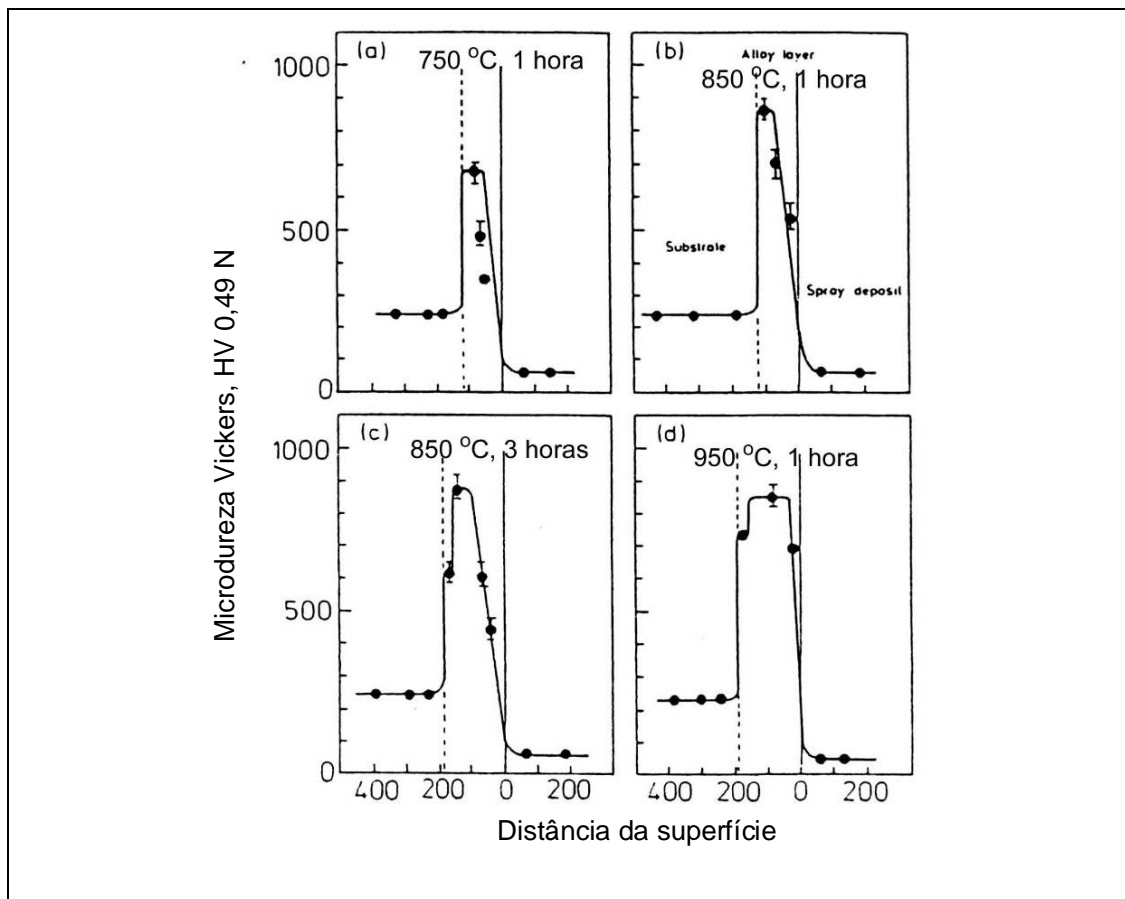 (a)
750 °C, 1 hora
(b)
Alloy layer
850 °C, 1 hora
Substrate
Spray deposit
1000
500
0
(c)
850 °C, 3 horas
(d)
950 °C, 1 hora
1000
500
0
400 200 0 200
400 200 0 200
Microdureza Vickers, HV 0,49 N
Distância da superfície